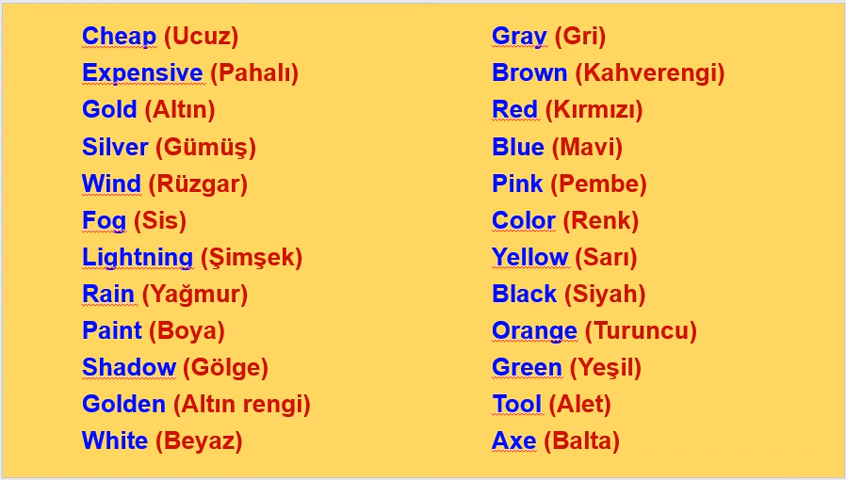 Cheap (Ucuz)
Expensive (Pahalı)
Gold (Altın)
Silver (Gümüş)
Wind (Rüzgar)
Fog (Sis)
Lightning (Şimşek)
Rain (Yağmur)
Paint (Boya)
Shadow (Gölge)
Golden (Altın rengi)
White (Beyaz)
Gray (Gri)
Brown (Kahverengi)
Red (Kırmızı)
Blue (Mavi)
Pink (Pembe)
Color (Renk)
Yellow (Sarı)
Black (Siyah)
Orange (Turuncu)
Green (Yeşil)
Tool (Alet)
Axe (Balta)